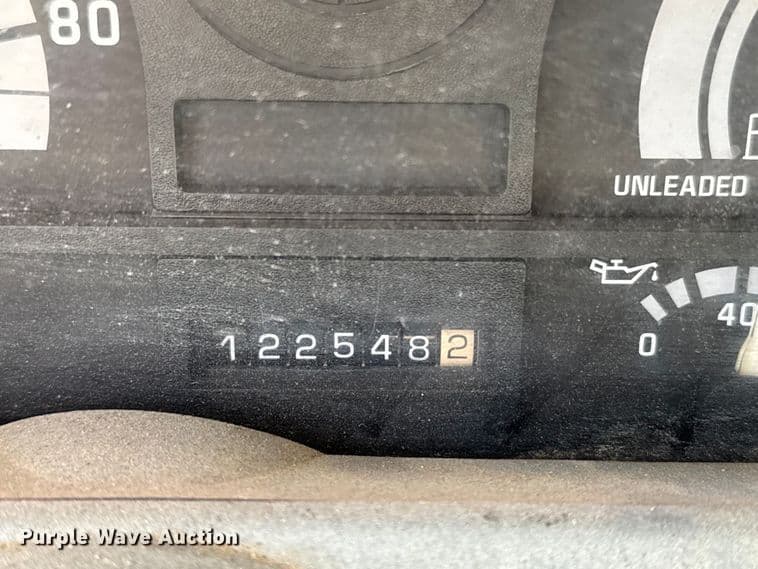 80
UNLEADED
0
40
1225482
Purple Wave Auction